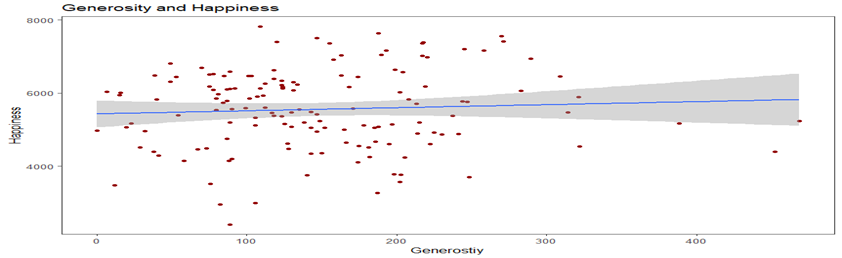 Generosity and Happiness
8000
6000
4000
Happiness
0 100 200 300 400
Generostiy